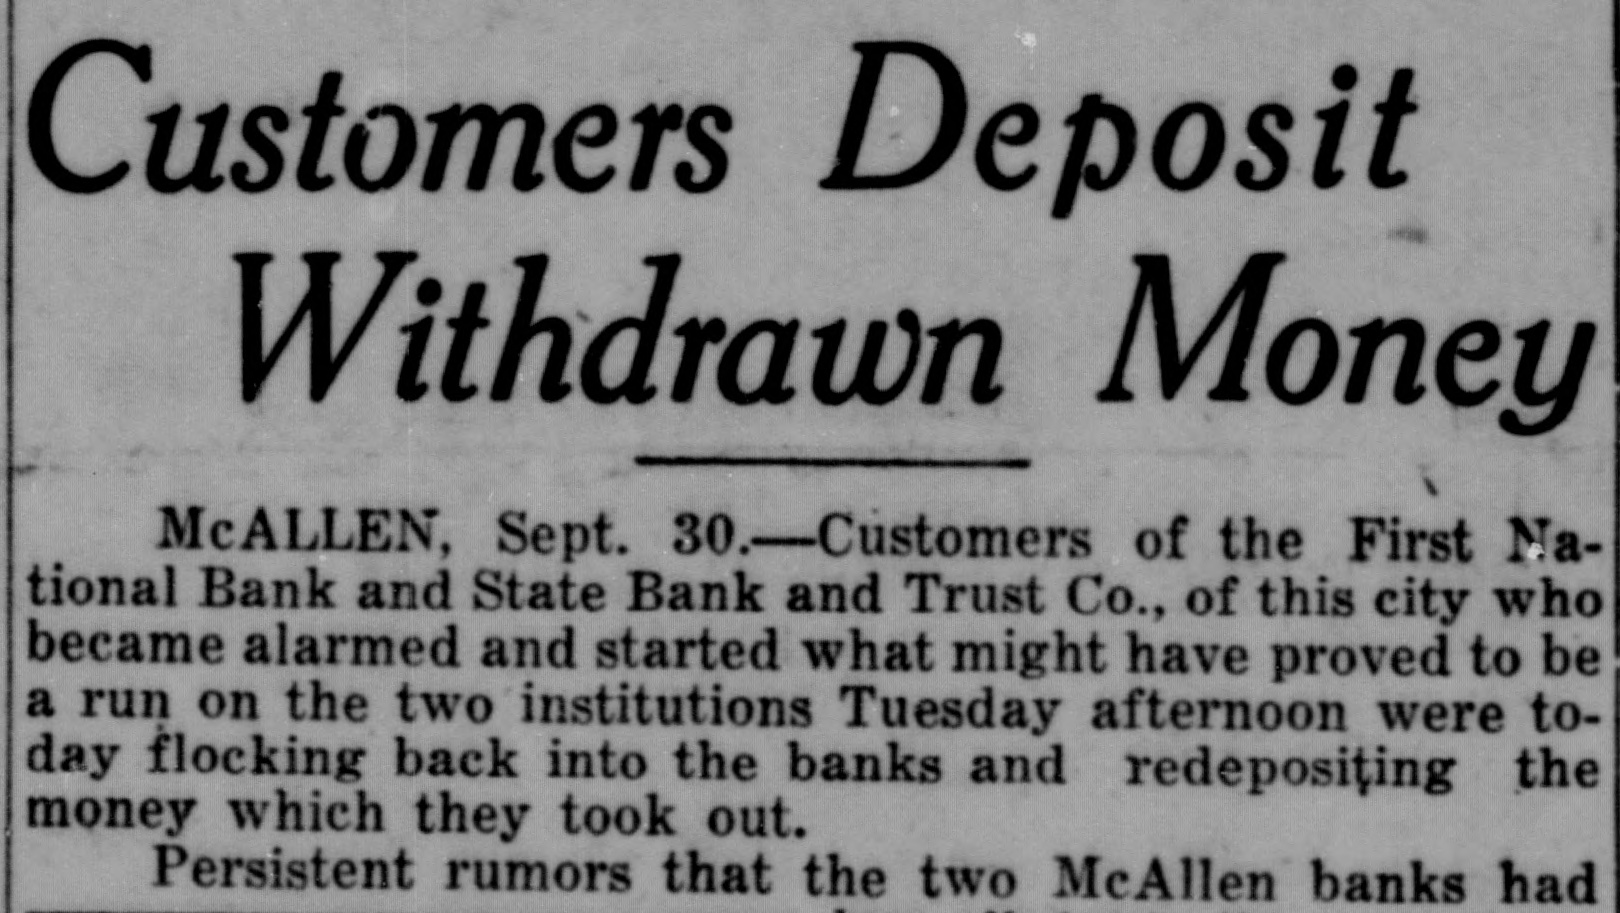 Customers Deposit
Withdrawn Money
McALLEN, Sept. 30.—Customers of the First Na-
tional Bank and State Bank and Trust Co., of this city who
became alarmed and started what might have proved to be
a run on the two institutions Tuesday afternoon were to-
day flocking back into the banks and redepositing the
money which they took out.
Persistent rumors that the two McAllen banks had